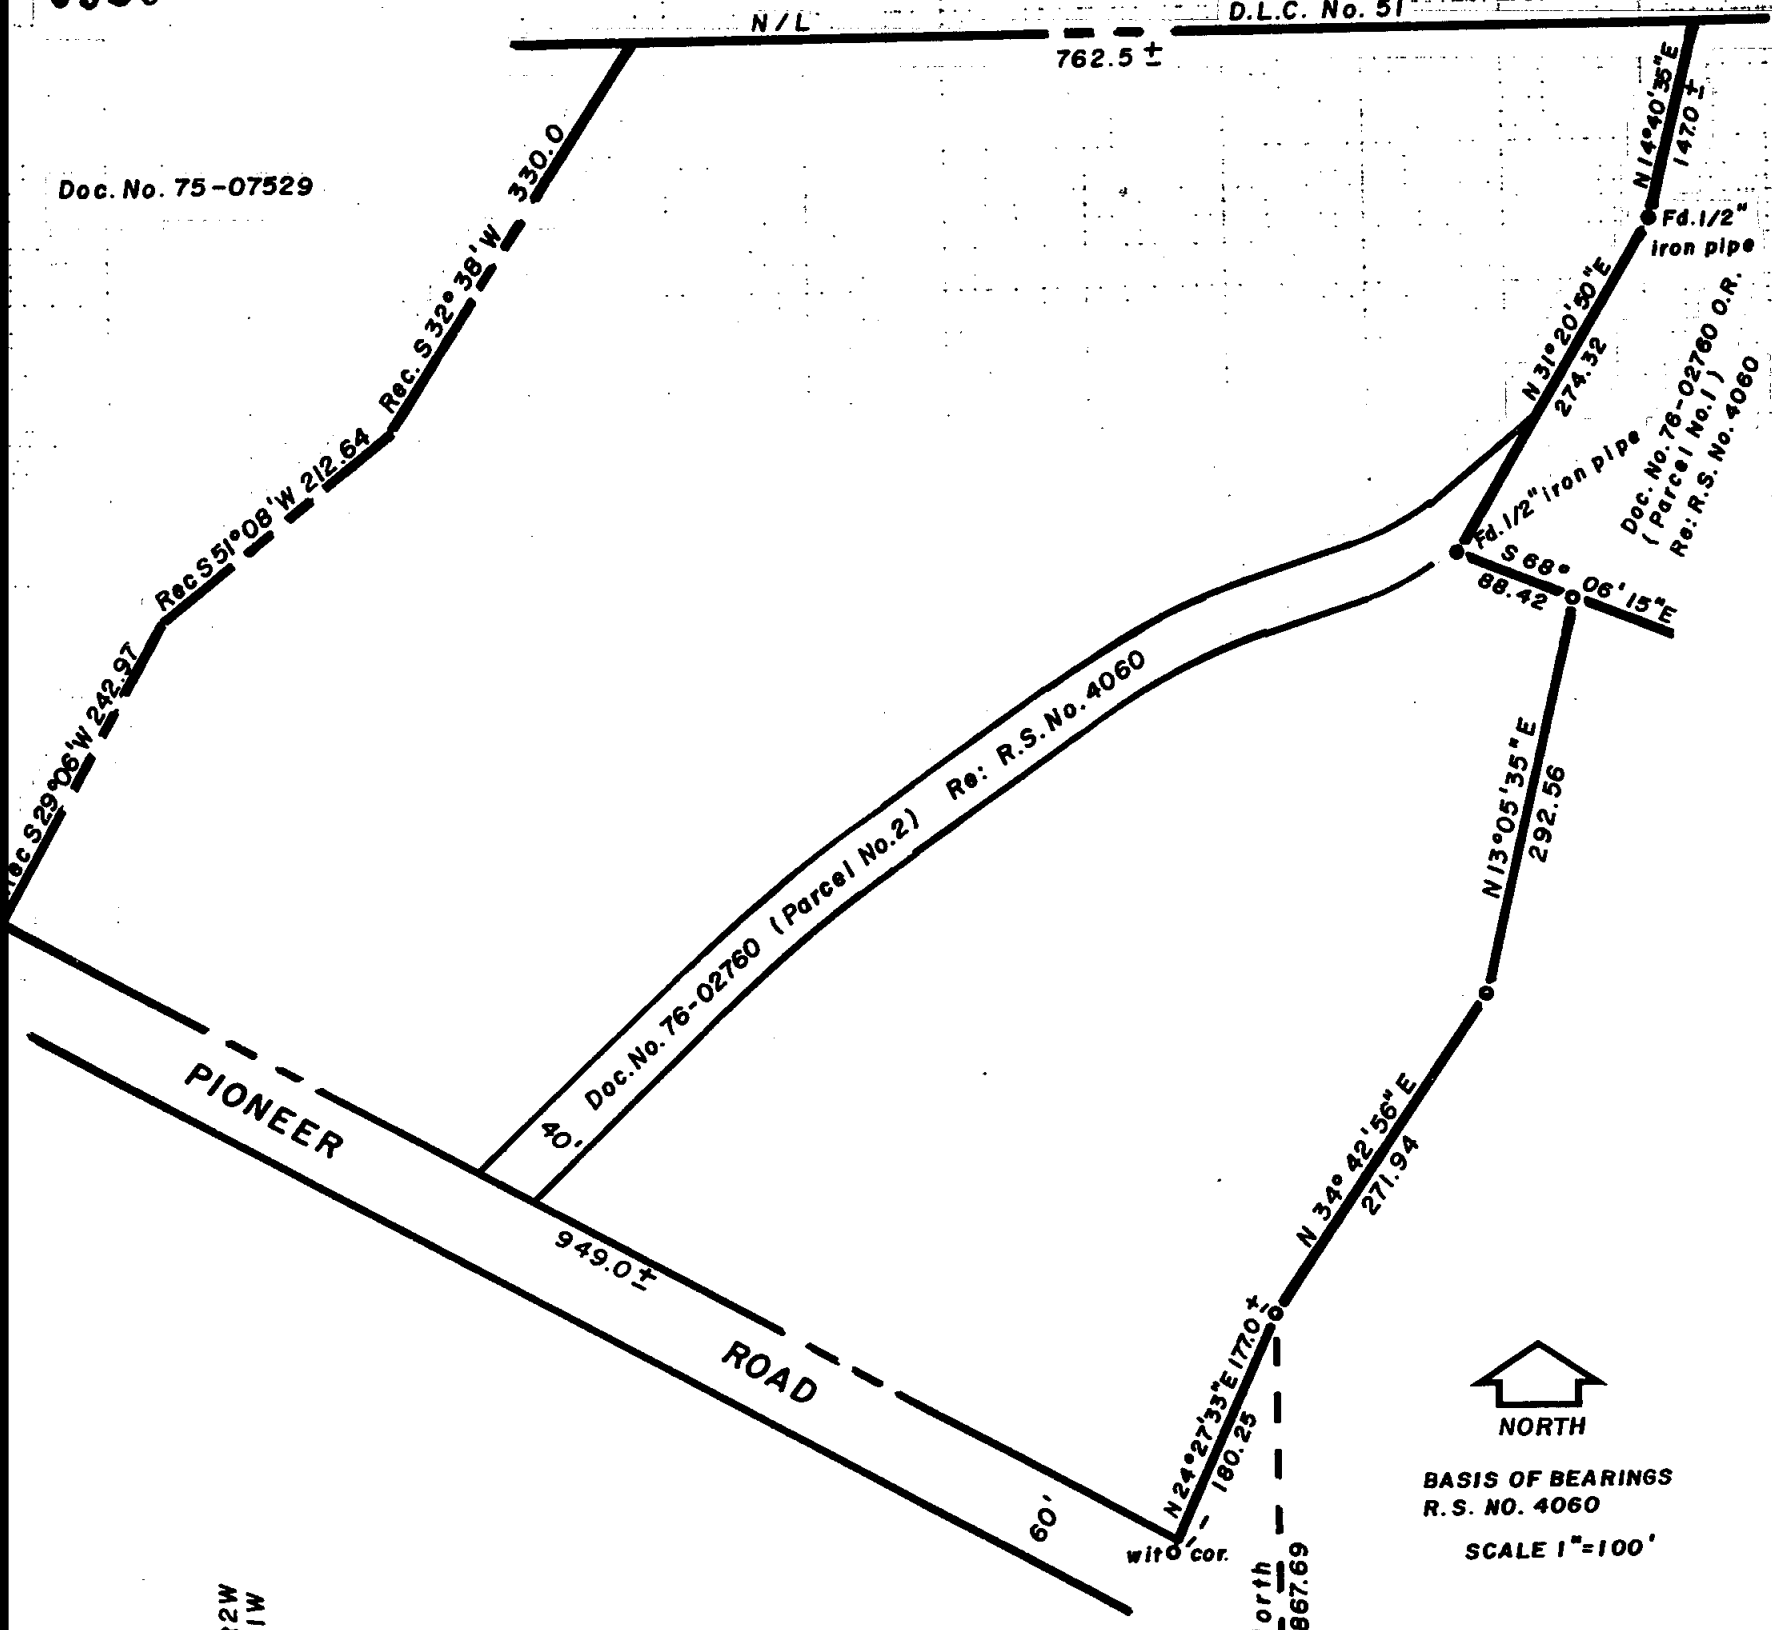 N/L
D.L.C. No. 51
762.5 ±
N 14°40'35"E
147.0 ±
Doc. No. 75-07529
Rec. S 32°38'W 330.0
Fd. 1/2"
iron pipe
N 31°20'50"E
274.32
Doc. No. 76-02760 O.R.
(Parcel No.1)
Re: R.S. No. 4060
Rec S 51°08'W 212.64
Fd. 1/2" iron pipe
S 68° 06'15"E
88.42
Rec S 29°06'W 242.97
N 13°05'35"E
292.56
Doc. No. 76-02760 (Parcel No.2) Re: R.S. No. 4060
40'
PIONEER
ROAD
949.0 ±
N 34° 42'56"E
271.94
N 24°27'33"E 177.0 ±
180.25
60'
wit cor.
NORTH
BASIS OF BEARINGS
R.S. NO. 4060
SCALE 1"=100'
867.69